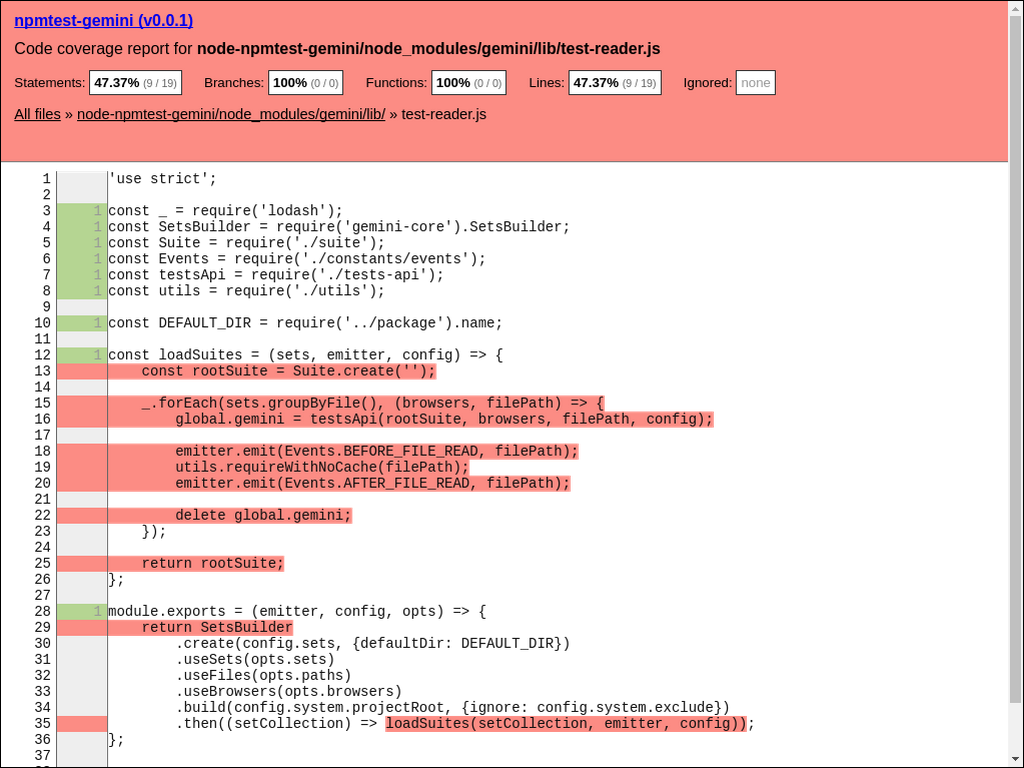 npmtest-gemini (v0.0.1)
Code coverage report for node-npmtest-gemini/node_modules/gemini/lib/test-reader.js
Statements: 47.37% (9 / 19) Branches: 100% (0 / 0) Functions: 100% (0 / 0) Lines: 47.37% (9 / 19) Ignored: none
All files » node-npmtest-gemini/node_modules/gemini/lib/ » test-reader.js
1 'use strict';
2
3 1 const _ = require('lodash');
4 1 const SetsBuilder = require('gemini-core').SetsBuilder;
5 1 const Suite = require('./suite');
6 1 const Events = require('./constants/events');
7 1 const testsApi = require('./tests-api');
8 1 const utils = require('./utils');
9
10 1 const DEFAULT_DIR = require('../package').name;
11
12 1 const loadSuites = (sets, emitter, config) => {
13     const rootSuite = Suite.create('');
14
15     _.forEach(sets.groupByFile(), (browsers, filePath) => {
16         global.gemini = testsApi(rootSuite, browsers, filePath, config);
17
18         emitter.emit(Events.BEFORE_FILE_READ, filePath);
19         utils.requireWithNoCache(filePath);
20         emitter.emit(Events.AFTER_FILE_READ, filePath);
21
22         delete global.gemini;
23     });
24
25     return rootSuite;
26 };
27
28 1 module.exports = (emitter, config, opts) => {
29     return SetsBuilder
30         .create(config.sets, {defaultDir: DEFAULT_DIR})
31         .useSets(opts.sets)
32         .useFiles(opts.paths)
33         .useBrowsers(opts.browsers)
34         .build(config.system.projectRoot, {ignore: config.system.exclude})
35         .then((setCollection) => loadSuites(setCollection, emitter, config));
36 };
37